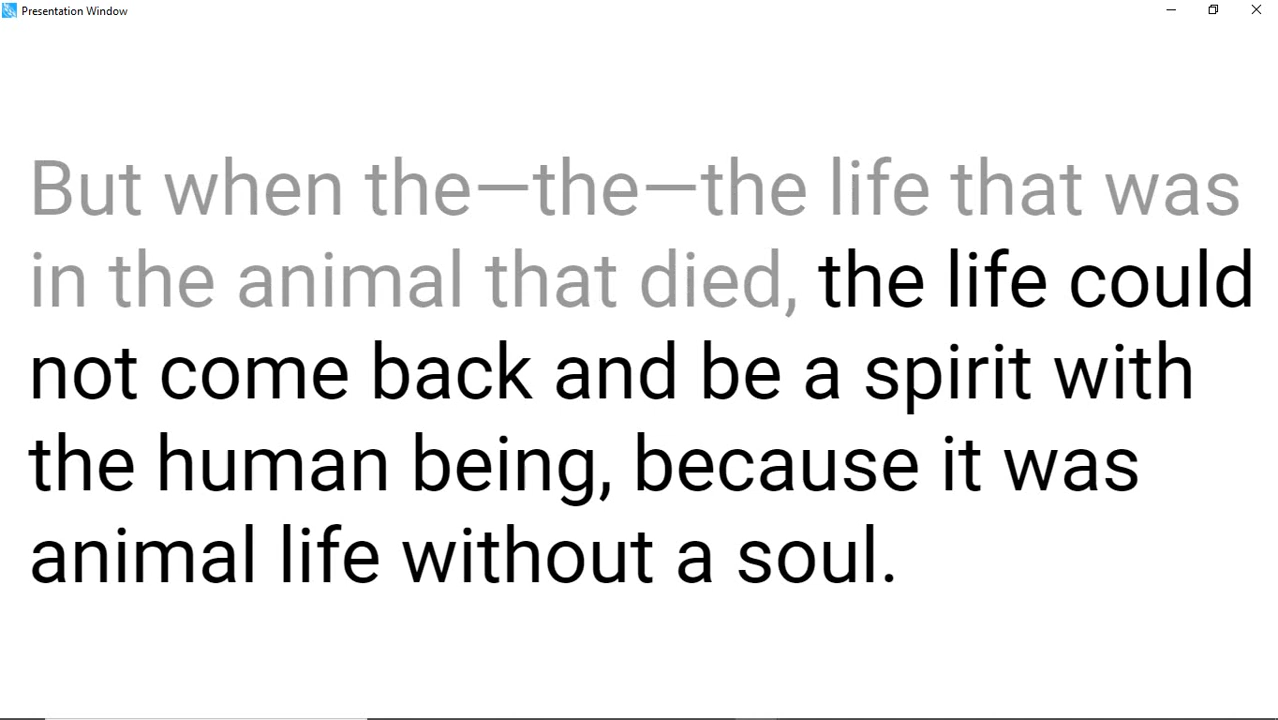 Presentation Window
But when the—the—the life that was
in the animal that died, the life could
not come back and be a spirit with
the human being, because it was
animal life without a soul.